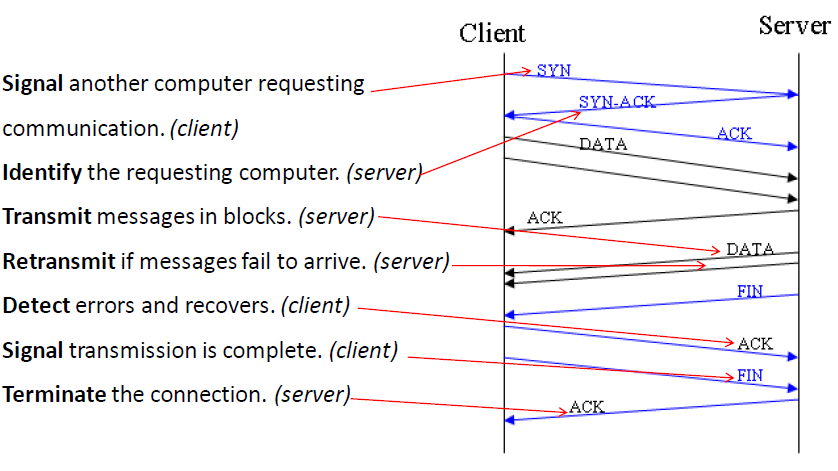 Client
Server
Signal another computer requesting
communication. (client)
Identify the requesting computer. (server)
Transmit messages in blocks. (server)
Retransmit if messages fail to arrive. (server)
Detect errors and recovers. (client)
Signal transmission is complete. (client)
Terminate the connection. (server)
SYN
SYN-ACK
ACK
DATA
ACK
DATA
FIN
ACK
FIN
ACK